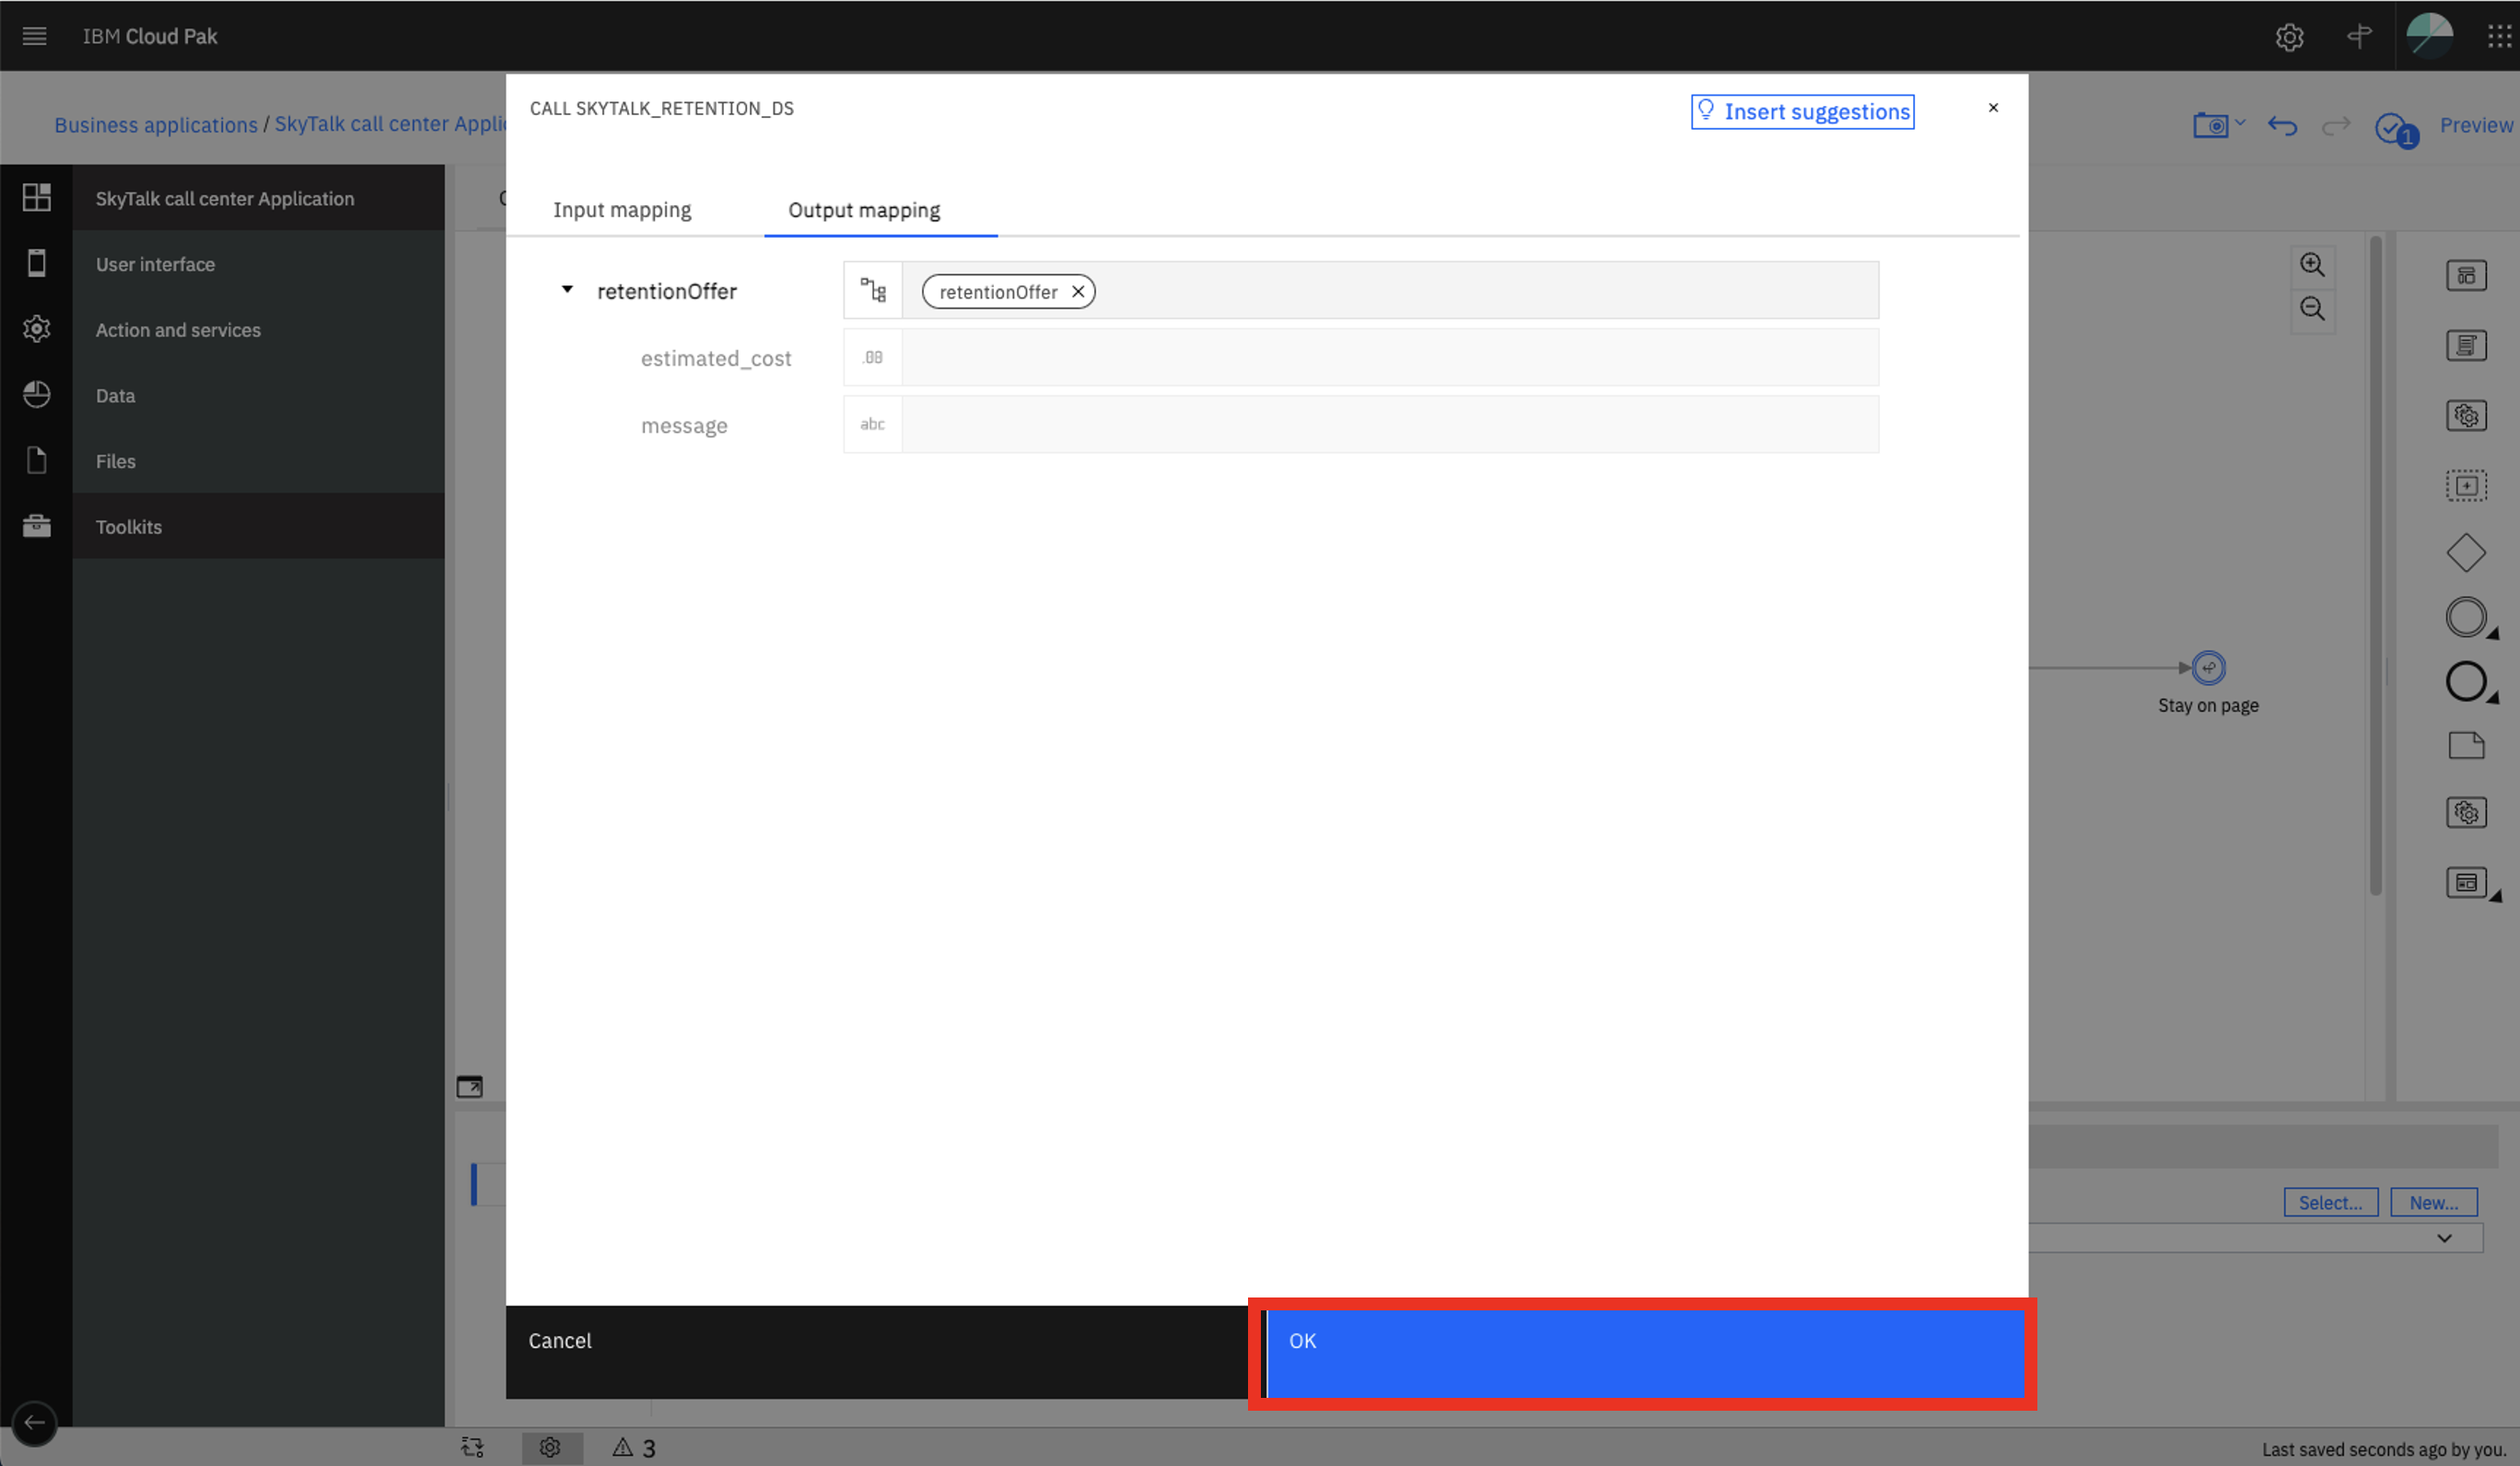 IBM Cloud Pak
Business applications / SkyTalk call center Applic
Preview
1
CALL SKYTALK_RETENTION_DS
Insert suggestions
Input mapping
Output mapping
retentionOffer
retentionOffer
estimated_cost
.00
message
abc
SkyTalk call center Application
User interface
Action and services
Data
Files
Toolkits
Stay on page
Select...
New...
Cancel
OK
3
Last saved seconds ago by you.